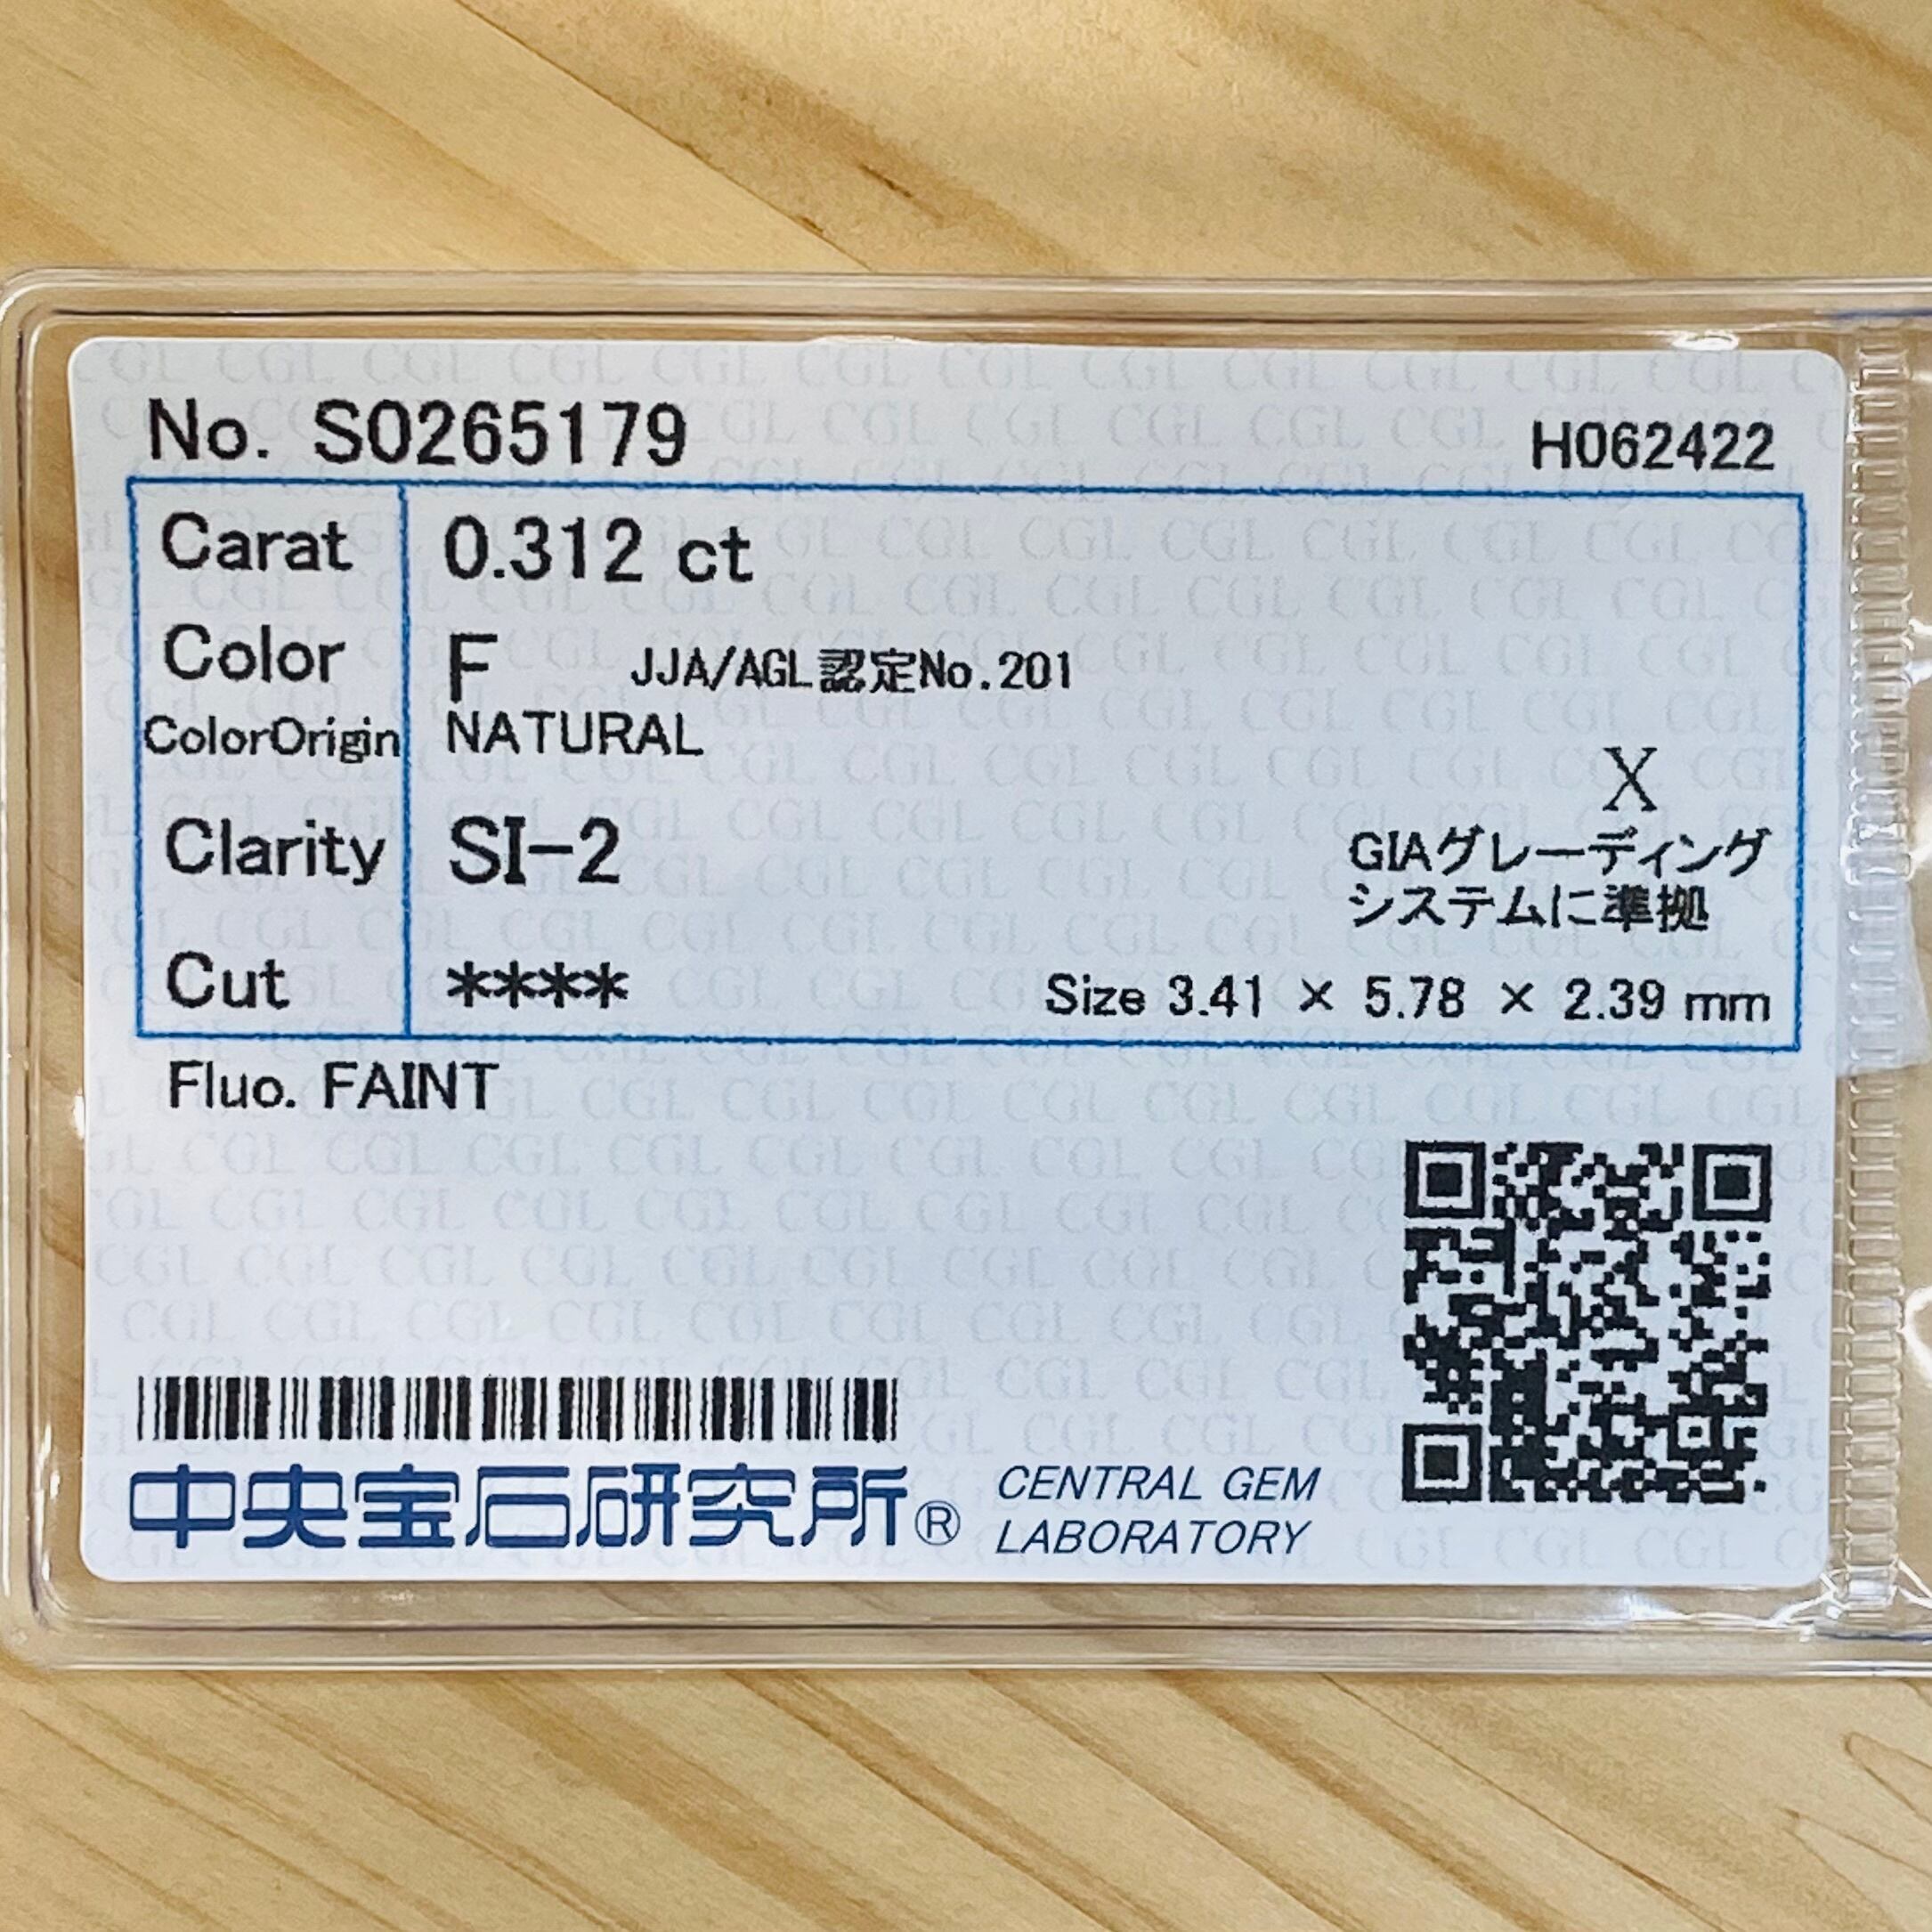 No. S0265179
H062422
Carat 0.312 ct
Color F JJA/AGL認定No.201
ColorOrigin NATURAL
X
Clarity SI-2
GIAグレーディング
システムに準拠
Cut ****
Size 3.41 × 5.78 × 2.39 mm
Fluo. FAINT
中央宝石研究所® CENTRAL GEM
LABORATORY